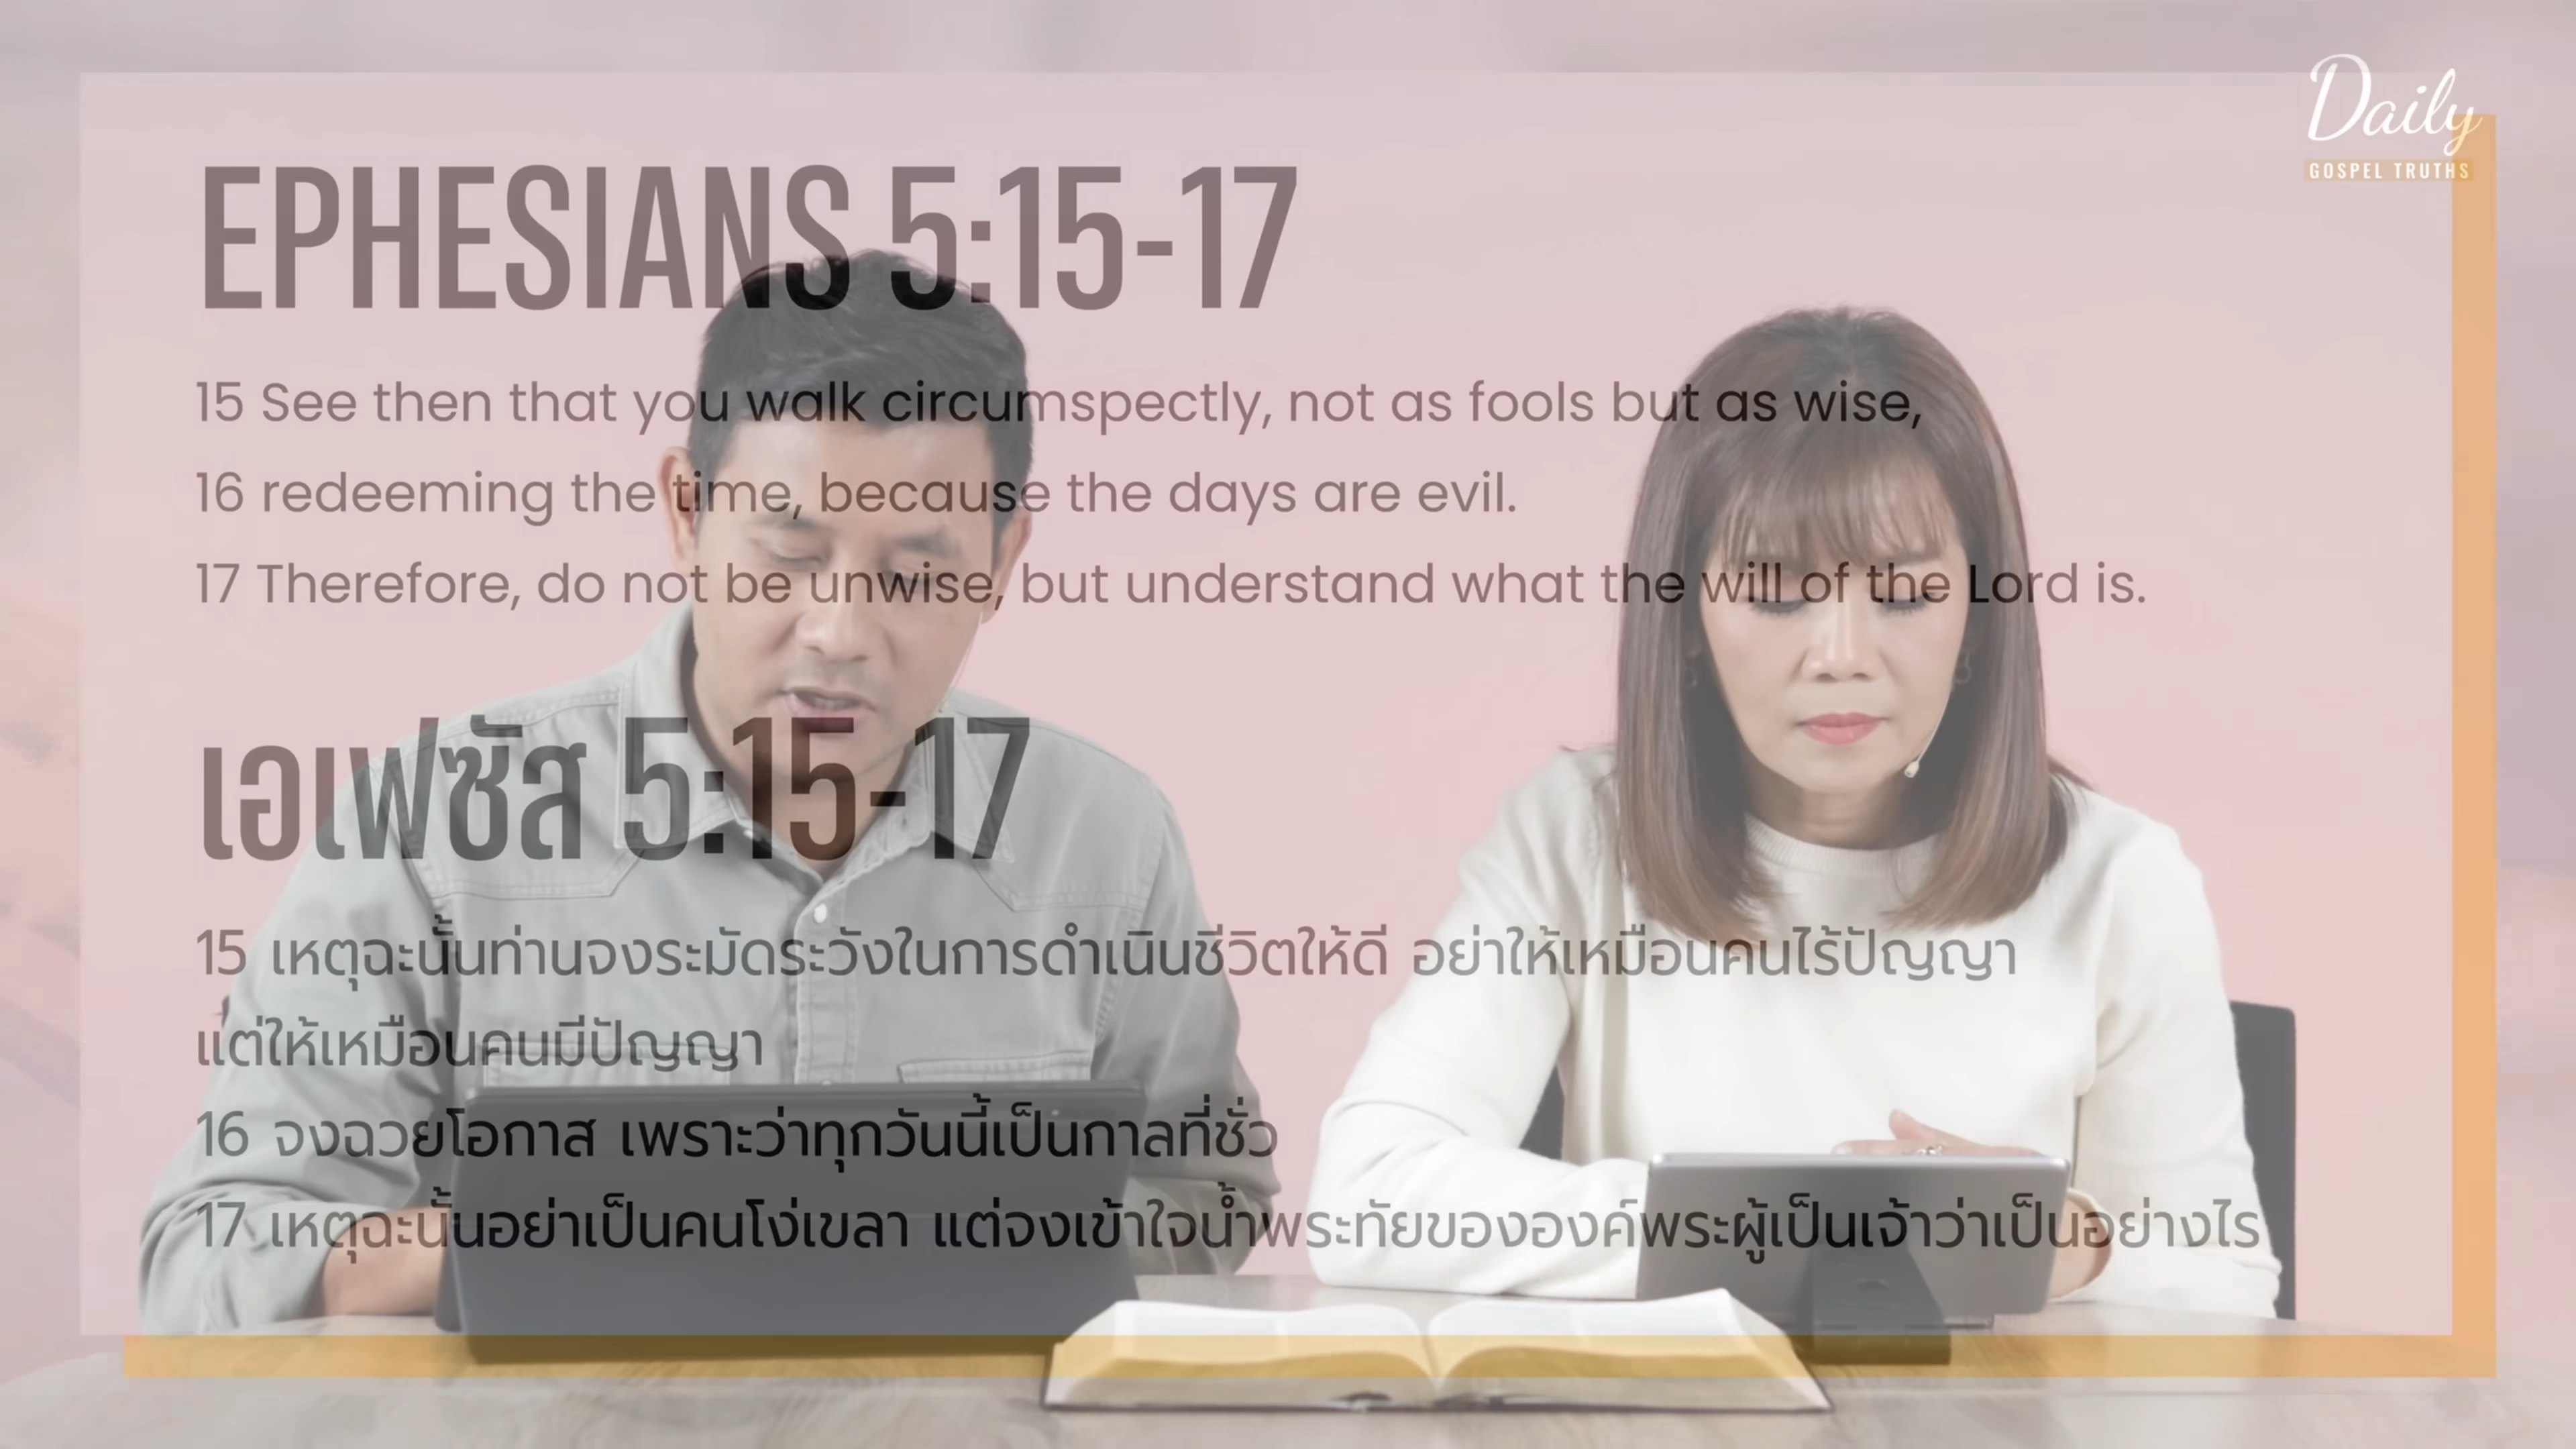 Daily
GOSPEL TRUTHS
EPHESIANS 5:15-17
15 See then that you walk circumspectly, not as fools but as wise,
16 redeeming the time, because the days are evil.
17 Therefore, do not be unwise, but understand what the will of the Lord is.
เอเฟซัส 5:15-17
15 เหตุฉะนั้นท่านจงระมัดระวังในการดำเนินชีวิตให้ดี อย่าให้เหมือนคนไร้ปัญญา
แต่ให้เหมือนคนมีปัญญา
16 จงฉวยโอกาส เพราะว่าทุกวันนี้เป็นกาลที่ชั่ว
17 เหตุฉะนั้นอย่าเป็นคนโง่เขลา แต่จงเข้าใจน้ำพระทัยขององค์พระผู้เป็นเจ้าว่าเป็นอย่างไร